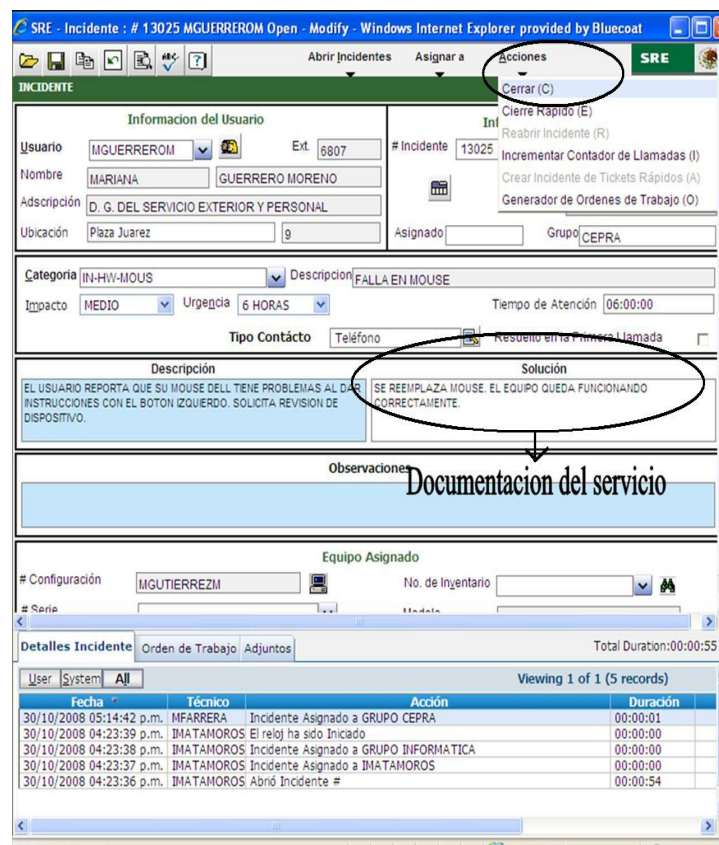 SRE - Incidente : # 13025 MGUERREROM Open - Modify - Windows Internet Explorer provided by Bluecoat
ABC ?
Abrir Incidentes Asignar a Acciones SRE
INCIDENTE
Cerrar (C)
Cierre Rapido (E)
Reabrir Incidente (R)
Incrementar Contador de Llamadas (I)
Crear Incidente de Tickets Rápidos (A)
Generador de Ordenes de Trabajo (O)
Informacion del Usuario
Usuario MGUERREROM Ext. 6807 # Incidente 13025
Nombre MARIANA GUERRERO MORENO
Adscripción D. G. DEL SERVICIO EXTERIOR Y PERSONAL
Ubicación Plaza Juarez 9 Asignado Grupo CEPRA
Categoria IN-HW-MOUS Descripcion FALLA EN MOUSE
Impacto MEDIO Urgencia 6 HORAS Tiempo de Atención 06:00:00
Tipo Contácto Teléfono Resuelto en la Primera Llamada
Descripción Solución
EL USUARIO REPORTA QUE SU MOUSE DELL TIENE PROBLEMAS AL DAR
INSTRUCCIONES CON EL BOTON IZQUIERDO. SOLICITA REVISION DE
DISPOSITIVO.
SE REEMPLAZA MOUSE. EL EQUIPO QUEDA FUNCIONANDO
CORRECTAMENTE.
Observaciones
Documentacion del servicio
Equipo Asignado
# Configuración MGUTIERREZM No. de Inventario
# Serie Modelo
Detalles Incidente Orden de Trabajo Adjuntos Total Duration:00:00:55
User System All Viewing 1 of 1 (5 records)
Fecha Técnico Acción Duración
30/10/2008 05:14:42 p.m. MFARRERA Incidente Asignado a GRUPO CEPRA 00:00:01
30/10/2008 04:23:39 p.m. IMATAMOROS El reloj ha sido Iniciado 00:00:00
30/10/2008 04:23:38 p.m. IMATAMOROS Incidente Asignado a GRUPO INFORMATICA 00:00:00
30/10/2008 04:23:37 p.m. IMATAMOROS Incidente Asignado a IMATAMOROS 00:00:00
30/10/2008 04:23:36 p.m. IMATAMOROS Abrió Incidente # 00:00:54